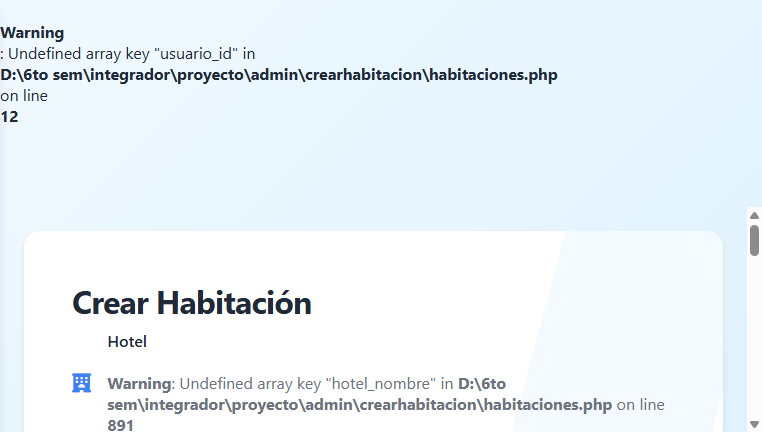 Warning
: Undefined array key "usuario_id" in
D:\6to sem\integrador\proyecto\admin\crearhabitacion\habitaciones.php
on line
12
Crear Habitación
Hotel
Warning: Undefined array key "hotel_nombre" in D:\6to
sem\integrador\proyecto\admin\crearhabitacion\habitaciones.php on line
891